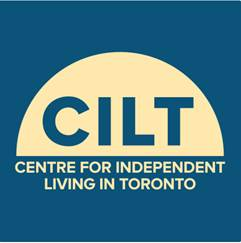 CILT
CENTRE FOR INDEPENDENT
LIVING IN TORONTO